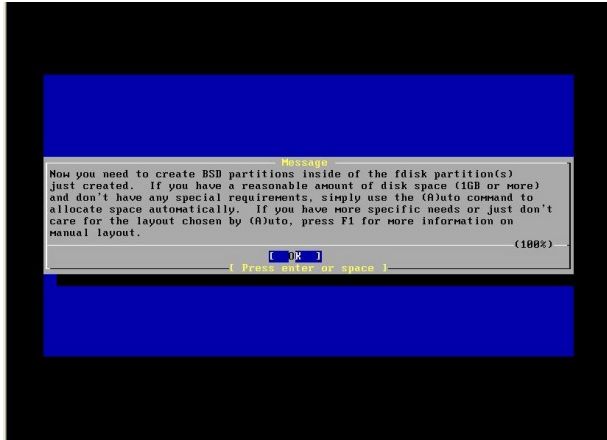 Message
Now you need to create BSD partitions inside of the fdisk partition(s)
just created.  If you have a reasonable amount of disk space (1GB or more)
and don't have any special requirements, simply use the (A)uto command to
allocate space automatically.  If you have more specific needs or just don't
care for the layout chosen by (A)uto, press F1 for more information on
manual layout.
(100%)
[ OK ]
[ Press enter or space ]